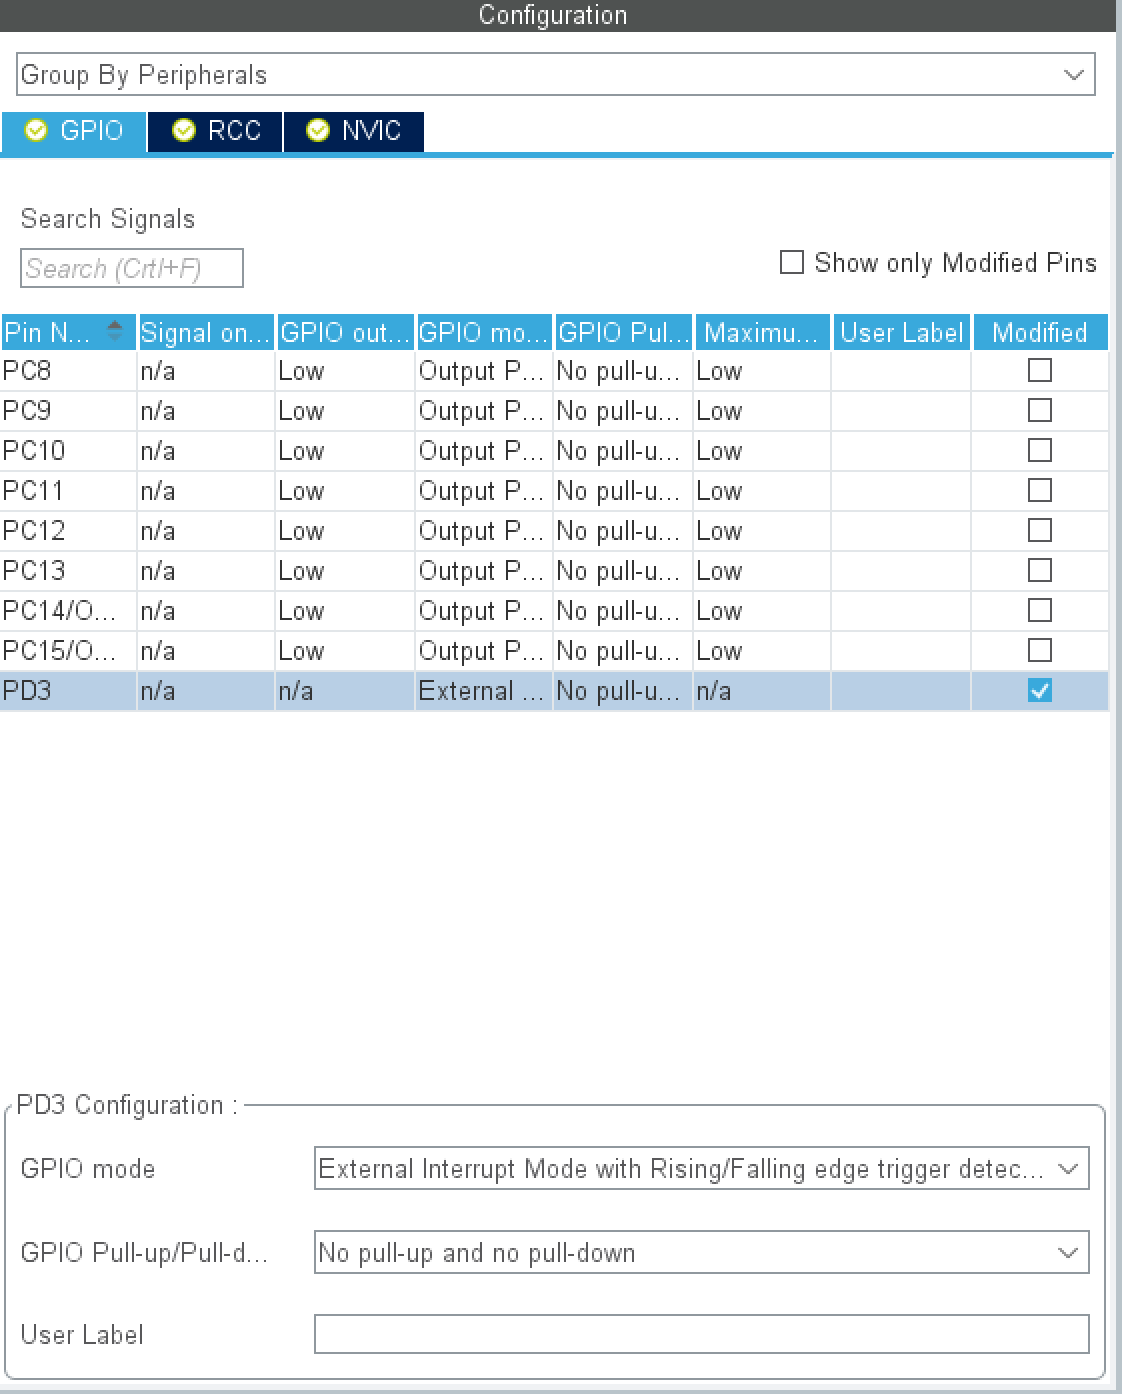 Configuration
Group By Peripherals
GPIO RCC NVIC
Search Signals
Search (Crtl+F)
Show only Modified Pins
Pin N... Signal on... GPIO out... GPIO mo... GPIO Pul... Maximu... User Label Modified
PC8 n/a Low Output P... No pull-u... Low
PC9 n/a Low Output P... No pull-u... Low
PC10 n/a Low Output P... No pull-u... Low
PC11 n/a Low Output P... No pull-u... Low
PC12 n/a Low Output P... No pull-u... Low
PC13 n/a Low Output P... No pull-u... Low
PC14/O... n/a Low Output P... No pull-u... Low
PC15/O... n/a Low Output P... No pull-u... Low
PD3 n/a n/a External ... No pull-u... n/a
PD3 Configuration :
GPIO mode External Interrupt Mode with Rising/Falling edge trigger detec...
GPIO Pull-up/Pull-d... No pull-up and no pull-down
User Label